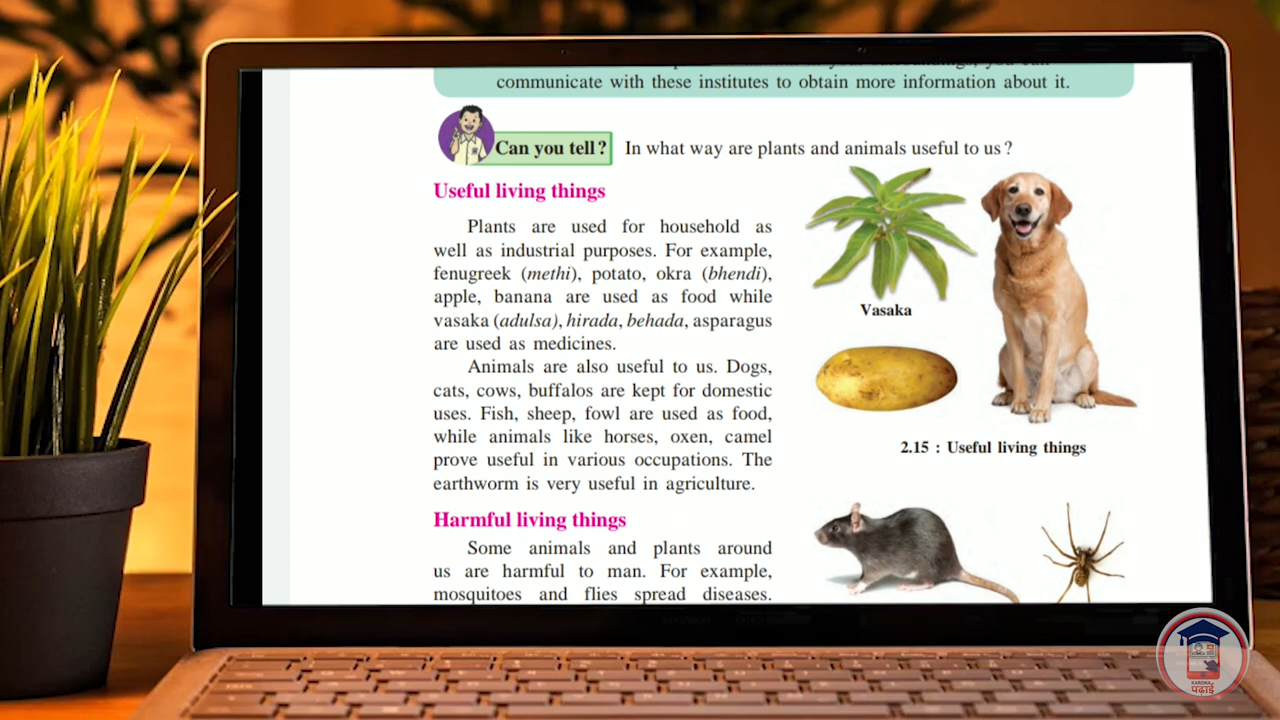 communicate with these institutes to obtain more information about it.
Can you tell?
In what way are plants and animals useful to us?
Useful living things
Plants are used for household as
well as industrial purposes. For example,
fenugreek (methi), potato, okra (bhendi),
apple, banana are used as food while
vasaka (adulsa), hirada, behada, asparagus
are used as medicines.
Animals are also useful to us. Dogs,
cats, cows, buffalos are kept for domestic
uses. Fish, sheep, fowl are used as food,
while animals like horses, oxen, camel
prove useful in various occupations. The
earthworm is very useful in agriculture.
Vasaka
2.15 : Useful living things
Harmful living things
Some animals and plants around
us are harmful to man. For example,
mosquitoes and flies spread diseases.
KARONA
पढ़ाई